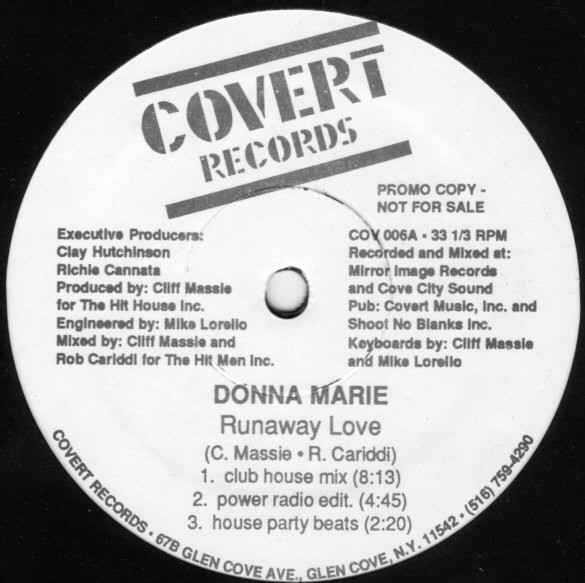 COVERT
RECORDS
PROMO COPY -
NOT FOR SALE
Executive Producers:
Clay Hutchinson
Richie Cannata
Produced by: Cliff Massie
for The Hit House Inc.
Engineered by: Mike Lorello
Mixed by: Cliff Massie and
Rob Cariddi for The Hit Men Inc.
COV 006A • 33 1/3 RPM
Recorded and Mixed at:
Mirror Image Records
and Cove City Sound
Pub: Covert Music, Inc. and
Shoot No Blanks Inc.
Keyboards by: Cliff Massie
and Mike Lorello
DONNA MARIE
Runaway Love
(C. Massie • R. Cariddi)
1. club house mix (8:13)
2. power radio edit. (4:45)
3. house party beats (2:20)
COVERT RECORDS • 67B GLEN COVE AVE., GLEN COVE, N.Y. 11542 • (516) 759-4290